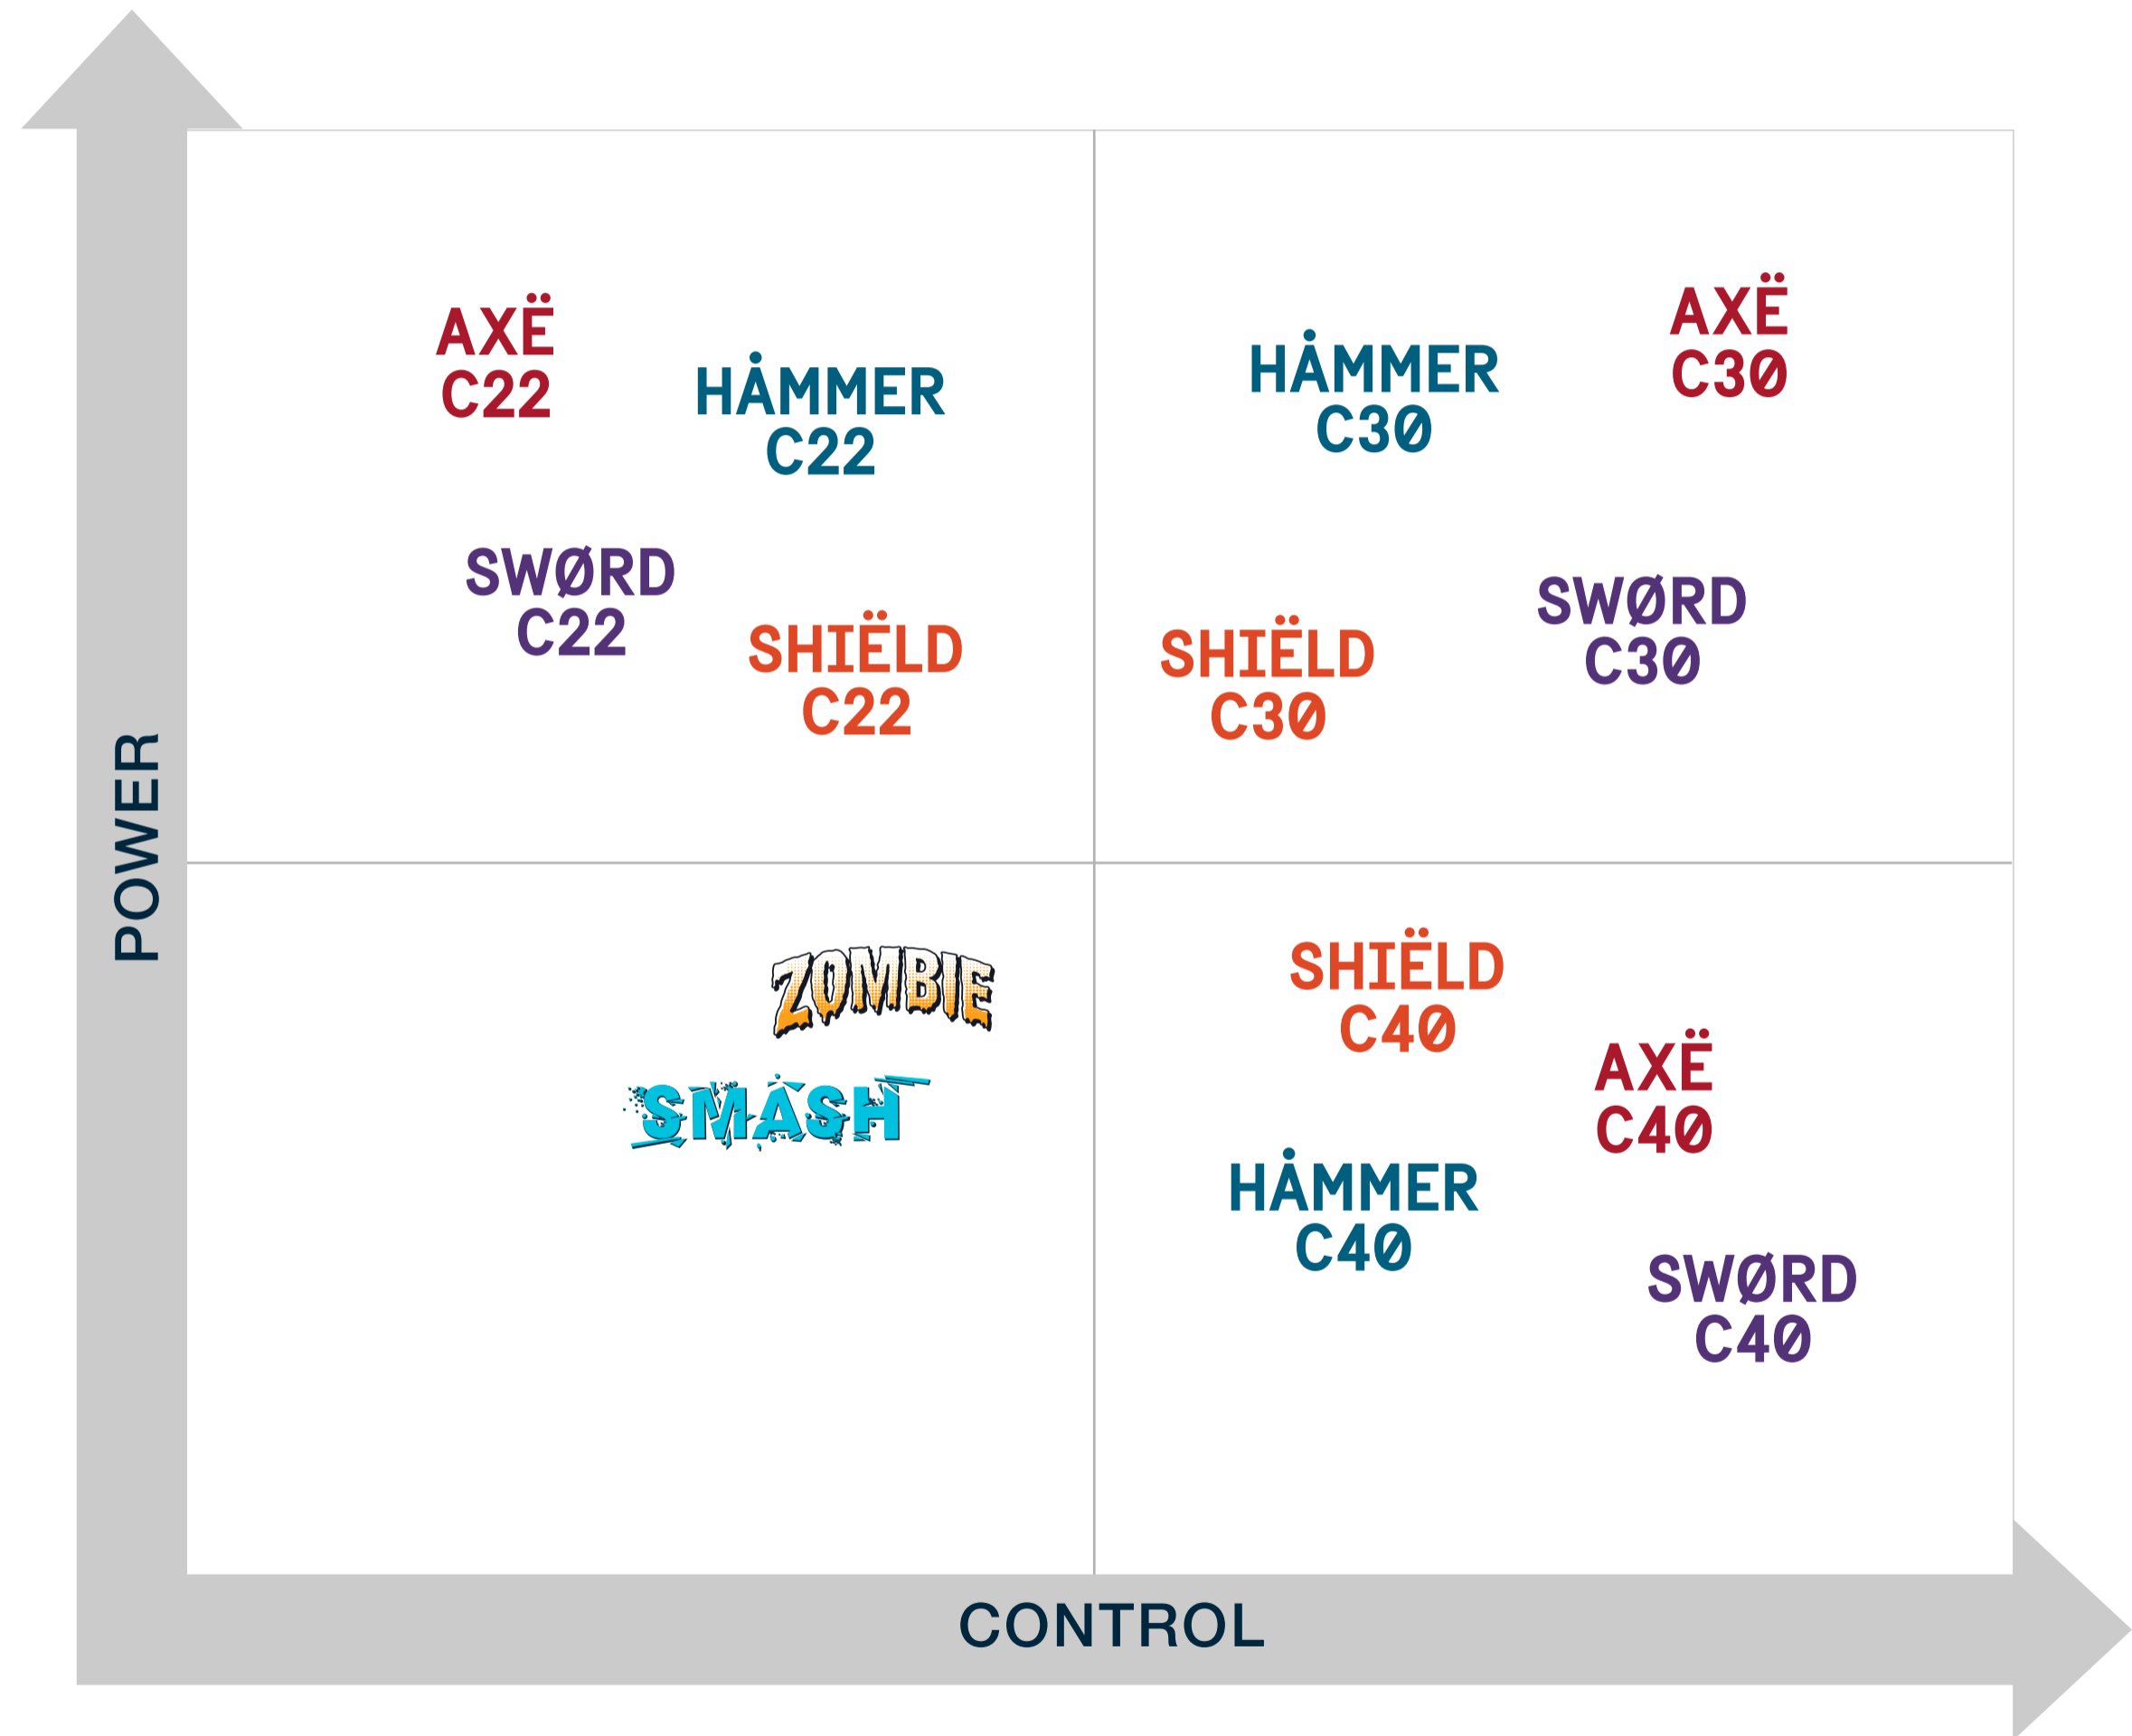 AXË
C22
HÅMMER
C22
HÅMMER
C30
AXË
C30
SWØRD
C22
SHIËLD
C22
SHIËLD
C30
SWØRD
C30
POWER
ZOMBIE
SMASH
SHIËLD
C40
AXË
C40
HÅMMER
C40
SWØRD
C40
CONTROL